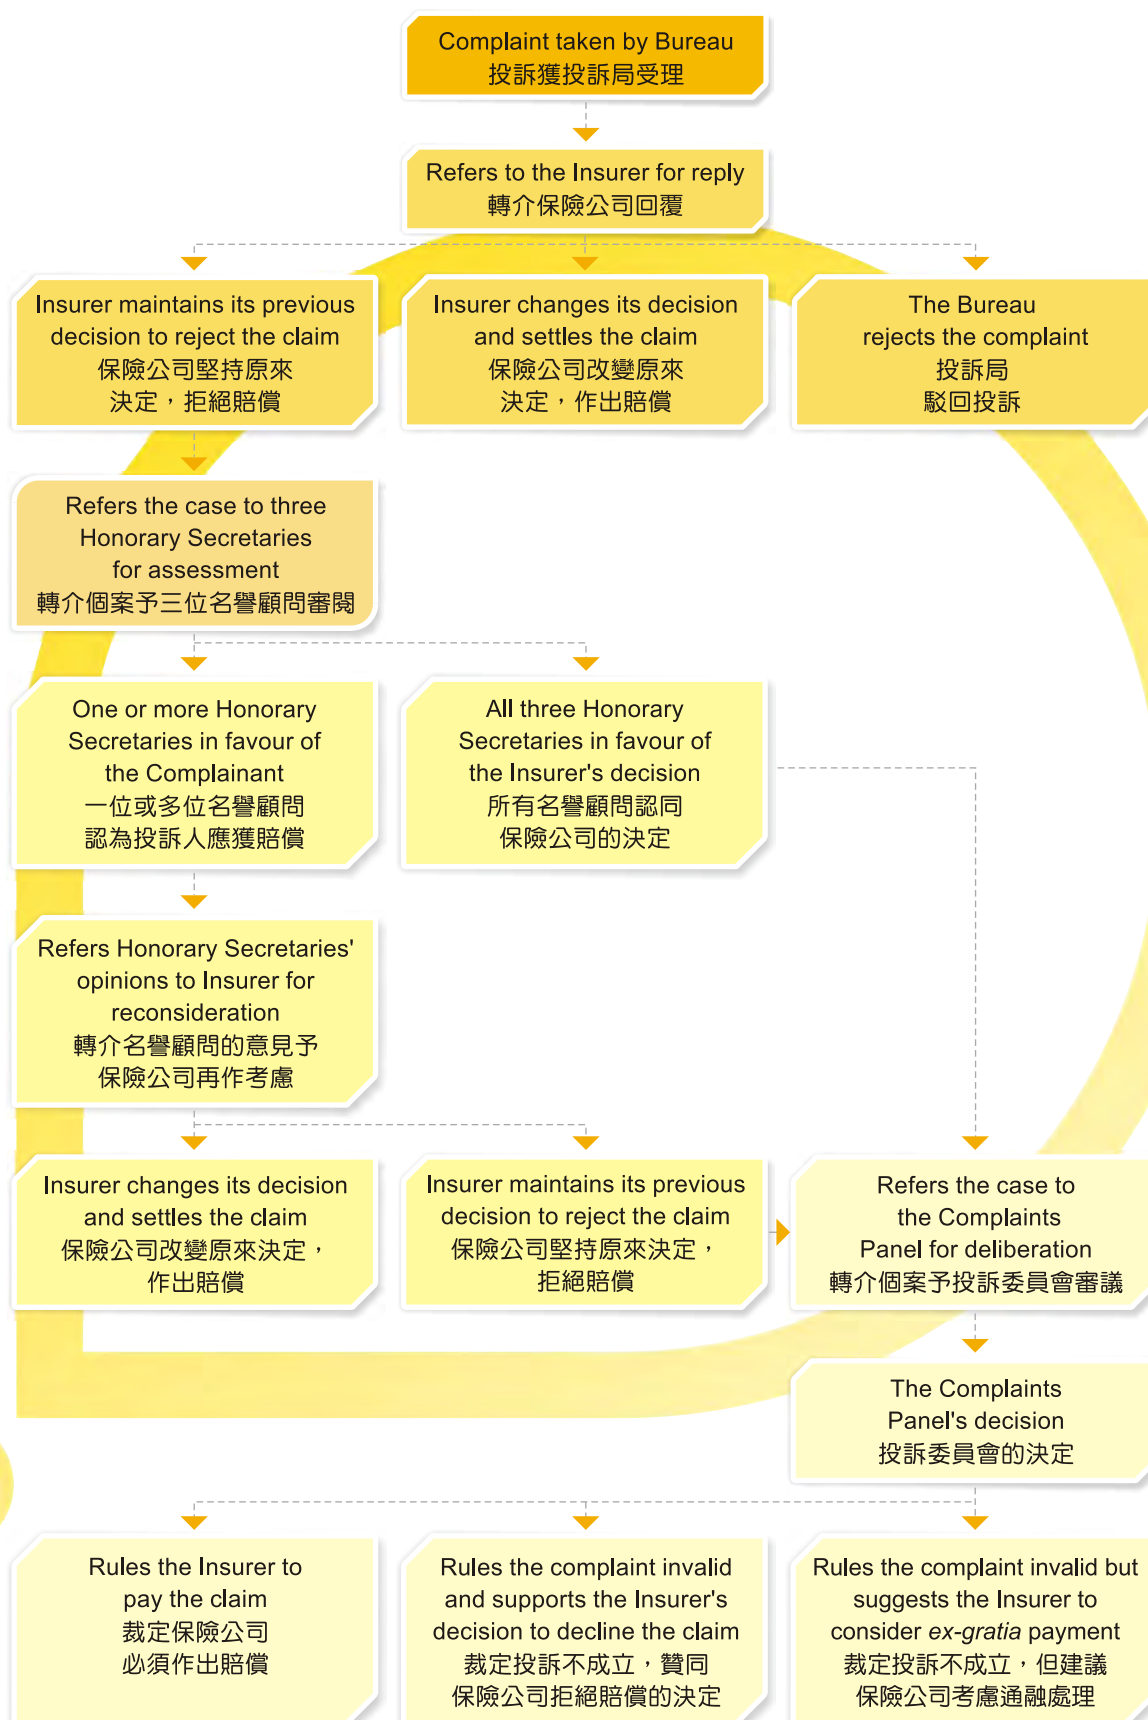 Complaint taken by Bureau
投訴獲投訴局受理
Refers to the Insurer for reply
轉介保險公司回覆
Insurer maintains its previous
decision to reject the claim
保險公司堅持原來
決定，拒絕賠償
Insurer changes its decision
and settles the claim
保險公司改變原來
決定，作出賠償
The Bureau
rejects the complaint
投訴局
駁回投訴
Refers the case to three
Honorary Secretaries
for assessment
轉介個案予三位名譽顧問審閱
One or more Honorary
Secretaries in favour of
the Complainant
一位或多位名譽顧問
認為投訴人應獲賠償
All three Honorary
Secretaries in favour of
the Insurer's decision
所有名譽顧問認同
保險公司的決定
Refers Honorary Secretaries'
opinions to Insurer for
reconsideration
轉介名譽顧問的意見予
保險公司再作考慮
Insurer changes its decision
and settles the claim
保險公司改變原來決定，
作出賠償
Insurer maintains its previous
decision to reject the claim
保險公司堅持原來決定，
拒絕賠償
Refers the case to
the Complaints
Panel for deliberation
轉介個案予投訴委員會審議
The Complaints
Panel's decision
投訴委員會的決定
Rules the Insurer to
pay the claim
裁定保險公司
必須作出賠償
Rules the complaint invalid
and supports the Insurer's
decision to decline the claim
裁定投訴不成立，贊同
保險公司拒絕賠償的決定
Rules the complaint invalid but
suggests the Insurer to
consider ex-gratia payment
裁定投訴不成立，但建議
保險公司考慮通融處理